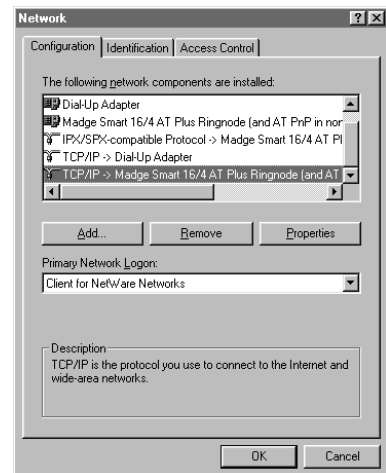 Network
Configuration Identification Access Control
The following network components are installed:
Dial-Up Adapter
Madge Smart 16/4 AT Plus Ringnode (and AT PnP in nor
IPX/SPX-compatible Protocol -> Madge Smart 16/4 AT Pl
TCP/IP -> Dial-Up Adapter
TCP/IP -> Madge Smart 16/4 AT Plus Ringnode (and AT
Add... Remove Properties
Primary Network Logon:
Client for NetWare Networks
Description
TCP/IP is the protocol you use to connect to the Internet and
wide-area networks.
OK Cancel